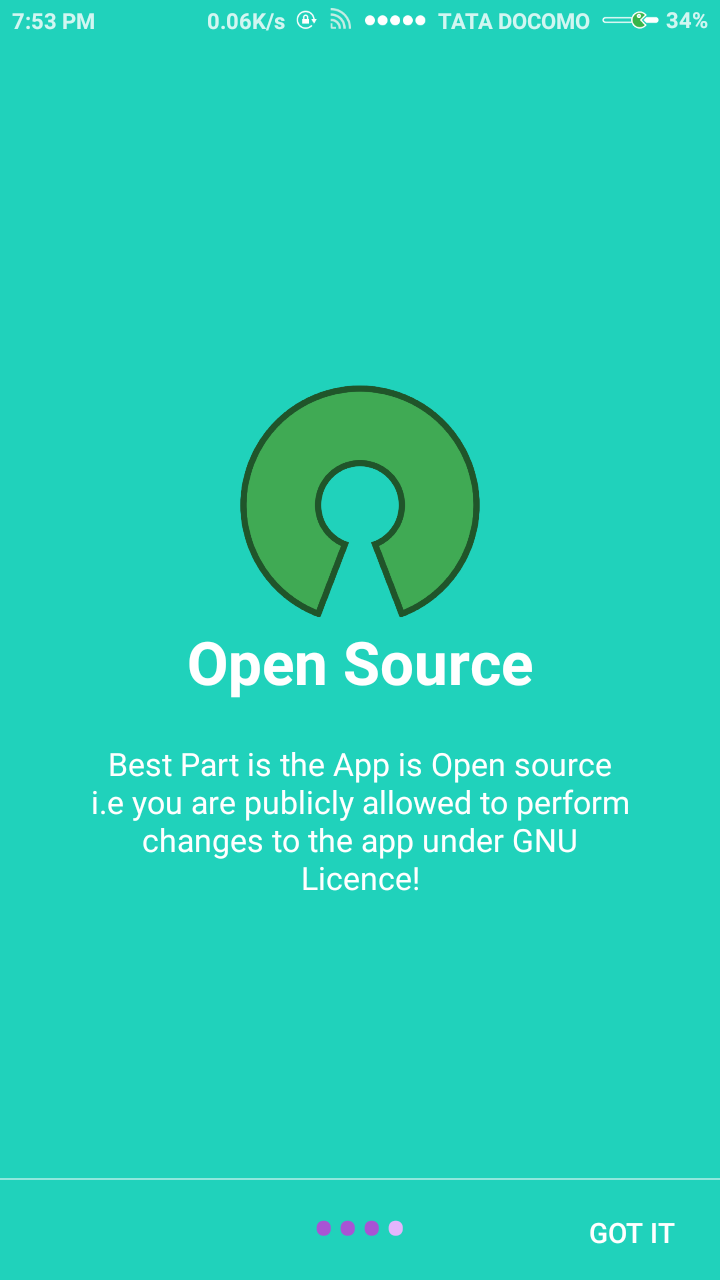 7:53 PM 0.06K/s TATA DOCOMO 34%
Open Source
Best Part is the App is Open source
i.e you are publicly allowed to perform
changes to the app under GNU
Licence!
GOT IT